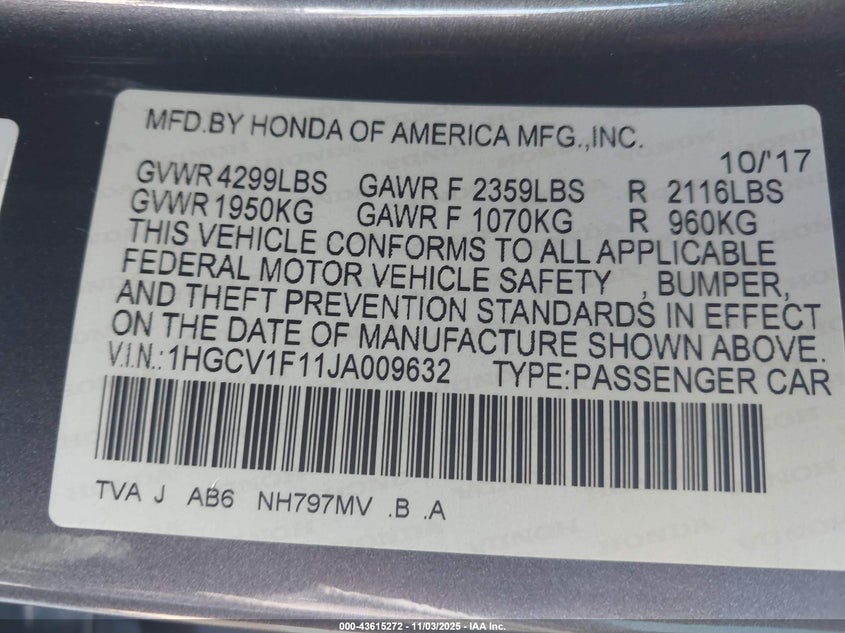 MFD.BY HONDA OF AMERICA MFG.,INC.
10/'17
GVWR 4299LBS GAWR F 2359LBS R 2116LBS
GVWR 1950KG GAWR F 1070KG R 960KG
THIS VEHICLE CONFORMS TO ALL APPLICABLE
FEDERAL MOTOR VEHICLE SAFETY , BUMPER,
AND THEFT PREVENTION STANDARDS IN EFFECT
ON THE DATE OF MANUFACTURE SHOWN ABOVE.
V.I.N.: 1HGCV1F11JA009632 TYPE:PASSENGER CAR
TVA J AB6 NH797MV .B .A
000-43615272 - 11/03/2025 - IAA Inc.